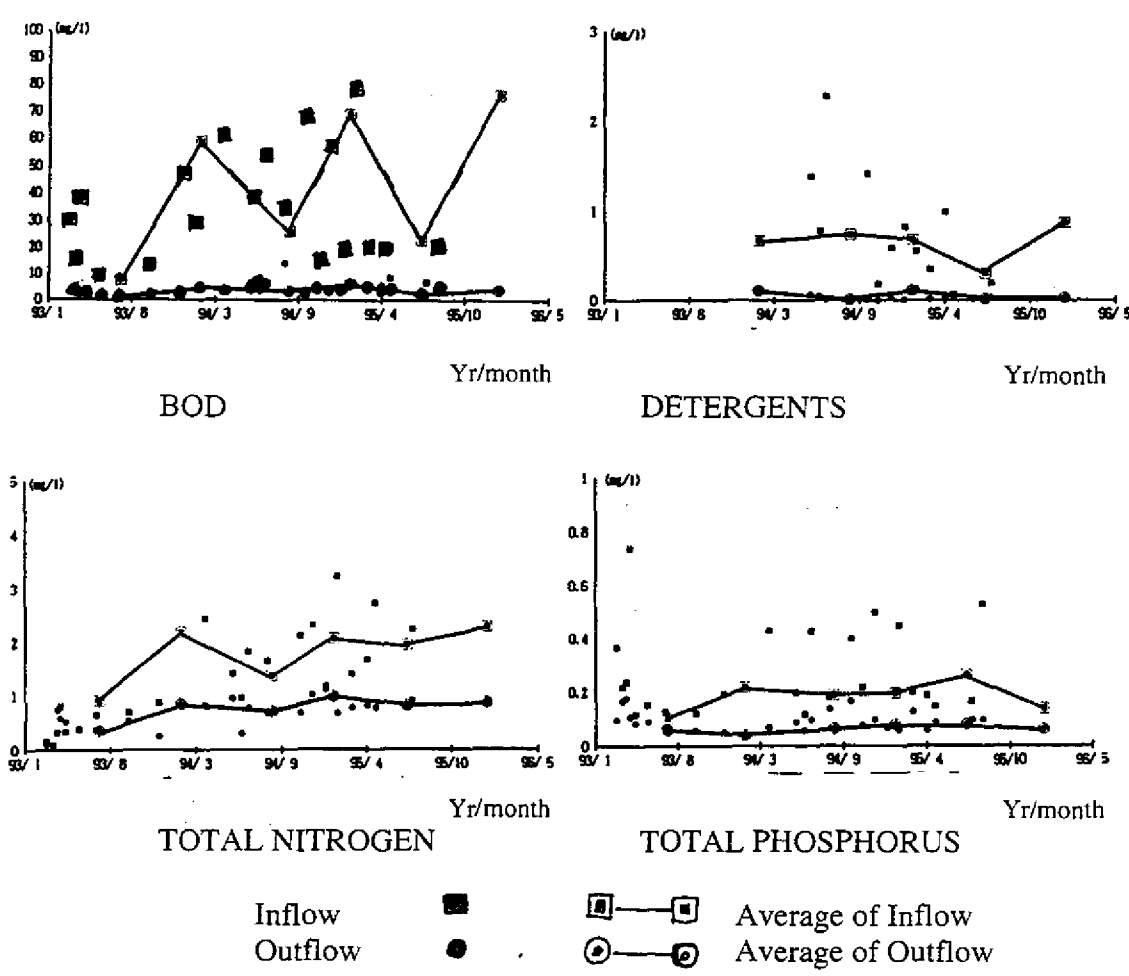 100 (mg/l)
90
80
70
60
50
40
30
20
10
0
93/ 1 93/ 8 94/ 3 94/ 9 95/ 4 95/10 96/ 5
Yr/month
BOD
3 (mg/l)
2
1
0
93/ 1 93/ 8 94/ 3 94/ 9 95/ 4 95/10 96/ 5
Yr/month
DETERGENTS
(mg/l)
4
3
2
1
0
93/ 1 93/ 8 94/ 3 94/ 9 95/ 4 95/10 96/ 5
Yr/month
TOTAL NITROGEN
1 (mg/l)
0.8
0.6
0.4
0.2
0
93/ 1 93/ 8 94/ 3 94/ 9 95/ 4 95/10 96/ 5
Yr/month
TOTAL PHOSPHORUS
Inflow Average of Inflow
Outflow Average of Outflow